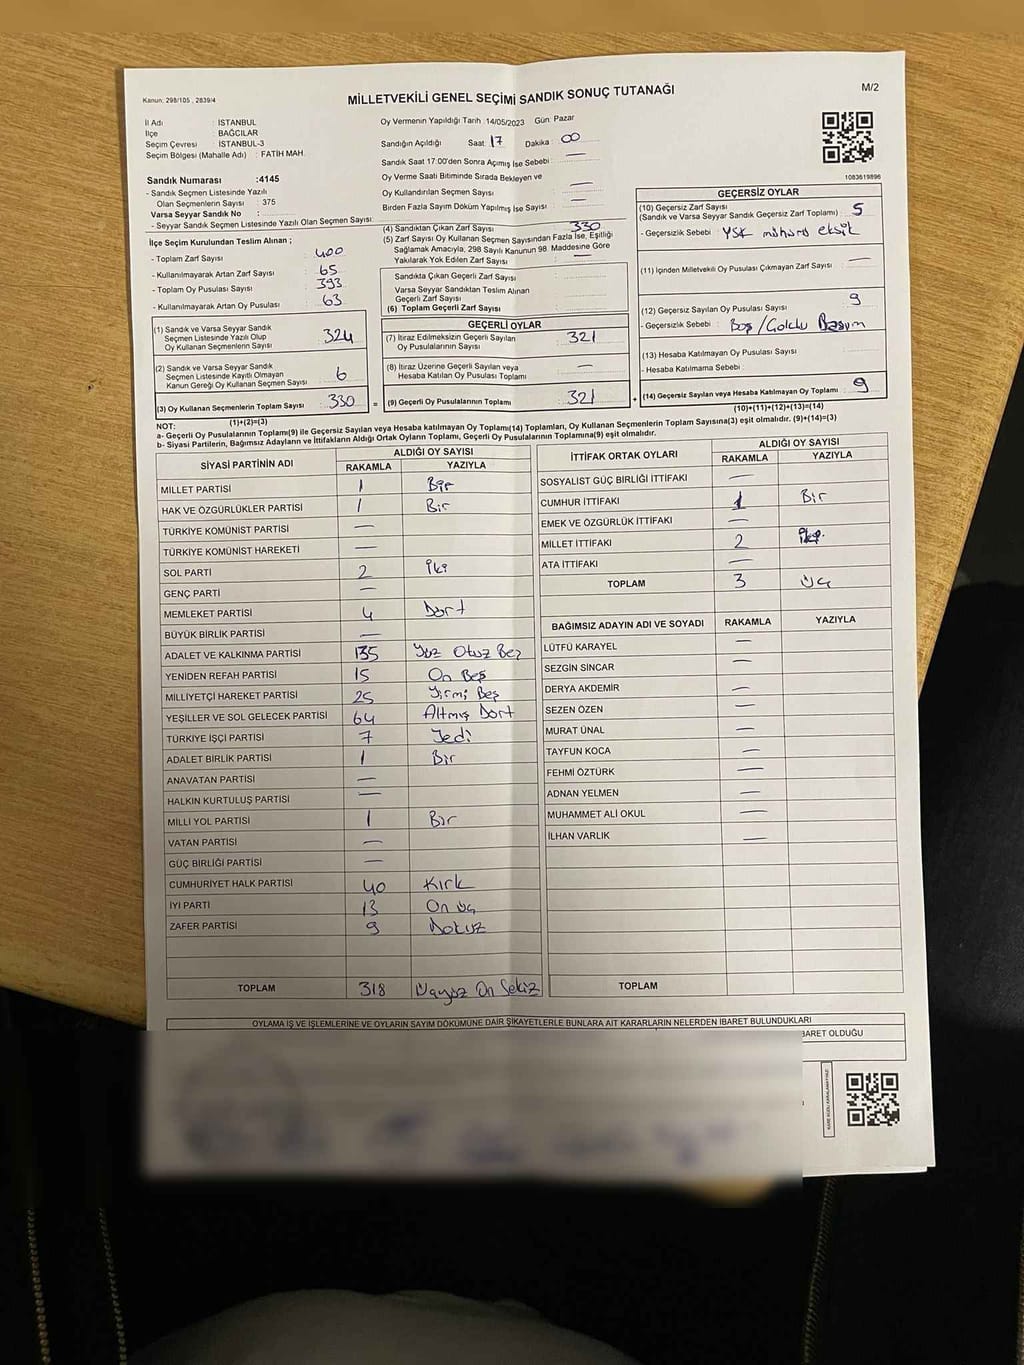 Kanun: 298/105 , 2839/4
MİLLETVEKİLİ GENEL SEÇİMİ SANDIK SONUÇ TUTANAĞI
M/2
İl Adı : İSTANBUL
İlçe : BAĞCILAR
Seçim Çevresi : İSTANBUL-3
Seçim Bölgesi (Mahalle Adı) : FATİH MAH.
Sandık Numarası :4145
- Sandık Seçmen Listesinde Yazılı
Olan Seçmenlerin Sayısı : 375
Varsa Seyyar Sandık No :
- Seyyar Sandık Seçmen Listesinde Yazılı Olan Seçmen Sayısı:
Oy Vermenin Yapıldığı Tarih :14/05/2023 Gün: Pazar
Sandığın Açıldığı Saat: 17 Dakika: 00
Sandık Saat 17:00'den Sonra Açımış İse Sebebi : —
Oy Verme Saati Bitiminde Sırada Bekleyen ve
Oy Kullandırılan Seçmen Sayısı : —
Birden Fazla Sayım Döküm Yapılmış İse Sayısı : —
1083619896
İlçe Seçim Kurulundan Teslim Alınan ;
- Toplam Zarf Sayısı : 400
- Kullanılmayarak Artan Zarf Sayısı : 65
- Toplam Oy Pusulası Sayısı : 393
- Kullanılmayarak Artan Oy Pusulası : 63
(4) Sandıktan Çıkan Zarf Sayısı : 330
(5) Zarf Sayısı Oy Kullanan Seçmen Sayısından Fazla İse, Eşitliği
Sağlamak Amacıyla, 298 Sayılı Kanunun 98. Maddesine Göre
Yakılarak Yok Edilen Zarf Sayısı : —
Sandıkta Çıkan Geçerli Zarf Sayısı :
Varsa Seyyar Sandıktan Teslim Alınan
Geçerli Zarf Sayısı :
(6) Toplam Geçerli Zarf Sayısı :
GEÇERSİZ OYLAR
(10) Geçersiz Zarf Sayısı : 5
(Sandık ve Varsa Seyyar Sandık Geçersiz Zarf Toplamı)
- Geçersizlik Sebebi : YSK mührü eksik
(11) İçinden Milletvekili Oy Pusulası Çıkmayan Zarf Sayısı : —
(12) Geçersiz Sayılan Oy Pusulası Sayısı : 9
- Geçersizlik Sebebi : Boş/
(13) Hesaba Katılmayan Oy Pusulası Sayısı :
- Hesaba Katılmama Sebebi :
(14) Geçersiz Sayılan veya Hesaba Katılmayan Oy Toplamı : 9
(10)+(11)+(12)+(13)=(14)
(1) Sandık ve Varsa Seyyar Sandık
Seçmen Listesinde Yazılı Olup
Oy Kullanan Seçmenlerin Sayısı : 324
(2) Sandık ve Varsa Seyyar Sandık
Seçmen Listesinde Kayıtlı Olmayan
Kanun Gereği Oy Kullanan Seçmen Sayısı : 6
(3) Oy Kullanan Seçmenlerin Toplam Sayısı : 330 =
(1)+(2)=(3)
GEÇERLİ OYLAR
(7) İtiraz Edilmeksizin Geçerli Sayılan
Oy Pusulalarının Sayısı : 321
(8) İtiraz Üzerine Geçerli Sayılan veya
Hesaba Katılan Oy Pusulası Toplamı : —
(9) Geçerli Oy Pusulalarının Toplamı : 321 +
NOT:
a- Geçerli Oy Pusulalarının Toplamı(9) ile Geçersiz Sayılan veya Hesaba katılmayan Oy Toplamı(14) Toplamları, Oy Kullanan Seçmenlerin Toplam Sayısına(3) eşit olmalıdır. (9)+(14)=(3)
b- Siyasi Partilerin, Bağımsız Adayların ve İttifakların Aldığı Ortak Oyların Toplamı, Geçerli Oy Pusulalarının Toplamına(9) eşit olmalıdır.
SİYASİ PARTİNİN ADI ALDIĞI OY SAYISI
RAKAMLA YAZIYLA
MİLLET PARTİSİ 1 Bir
HAK VE ÖZGÜRLÜKLER PARTİSİ 1 Bir
TÜRKİYE KOMÜNİST PARTİSİ —
TÜRKİYE KOMÜNİST HAREKETİ —
SOL PARTİ 2 İki
GENÇ PARTİ —
MEMLEKET PARTİSİ 4 Dört
BÜYÜK BİRLİK PARTİSİ —
ADALET VE KALKINMA PARTİSİ 135 Yüz Otuz Beş
YENİDEN REFAH PARTİSİ 15 On Beş
MİLLİYETÇİ HAREKET PARTİSİ 25 Yirmi Beş
YEŞİLLER VE SOL GELECEK PARTİSİ 64 Altmış Dört
TÜRKİYE İŞÇİ PARTİSİ 7 Yedi
ADALET BİRLİK PARTİSİ 1 Bir
ANAVATAN PARTİSİ —
HALKIN KURTULUŞ PARTİSİ —
MİLLİ YOL PARTİSİ 1 Bir
VATAN PARTİSİ —
GÜÇ BİRLİĞİ PARTİSİ —
CUMHURİYET HALK PARTİSİ 40 Kırk
İYİ PARTİ 13 On üç
ZAFER PARTİSİ 9 Dokuz
TOPLAM 318 Üçyüz On Sekiz
İTTİFAK ORTAK OYLARI ALDIĞI OY SAYISI
RAKAMLA YAZIYLA
SOSYALİST GÜÇ BİRLİĞİ İTTİFAKI —
CUMHUR İTTİFAKI 1 Bir
EMEK VE ÖZGÜRLÜK İTTİFAKI —
MİLLET İTTİFAKI 2 İki
ATA İTTİFAKI —
TOPLAM 3 üç
BAĞIMSIZ ADAYIN ADI VE SOYADI RAKAMLA YAZIYLA
LÜTFÜ KARAYEL —
SEZGİN SİNCAR —
DERYA AKDEMİR —
SEZEN ÖZEN —
MURAT ÜNAL —
TAYFUN KOCA —
FEHMİ ÖZTÜRK —
ADNAN YELMEN —
MUHAMMET ALİ OKUL —
İLHAN VARLIK —
TOPLAM
OYLAMA İŞ VE İŞLEMLERİNE VE OYLARIN SAYIM DÖKÜMÜNE DAİR ŞİKAYETLERLE BUNLARA AİT KARARLARIN NELERDEN İBARET BULUNDUKLARI
BARET OLDUĞU
KARE KODU KARALAMAYINIZ!